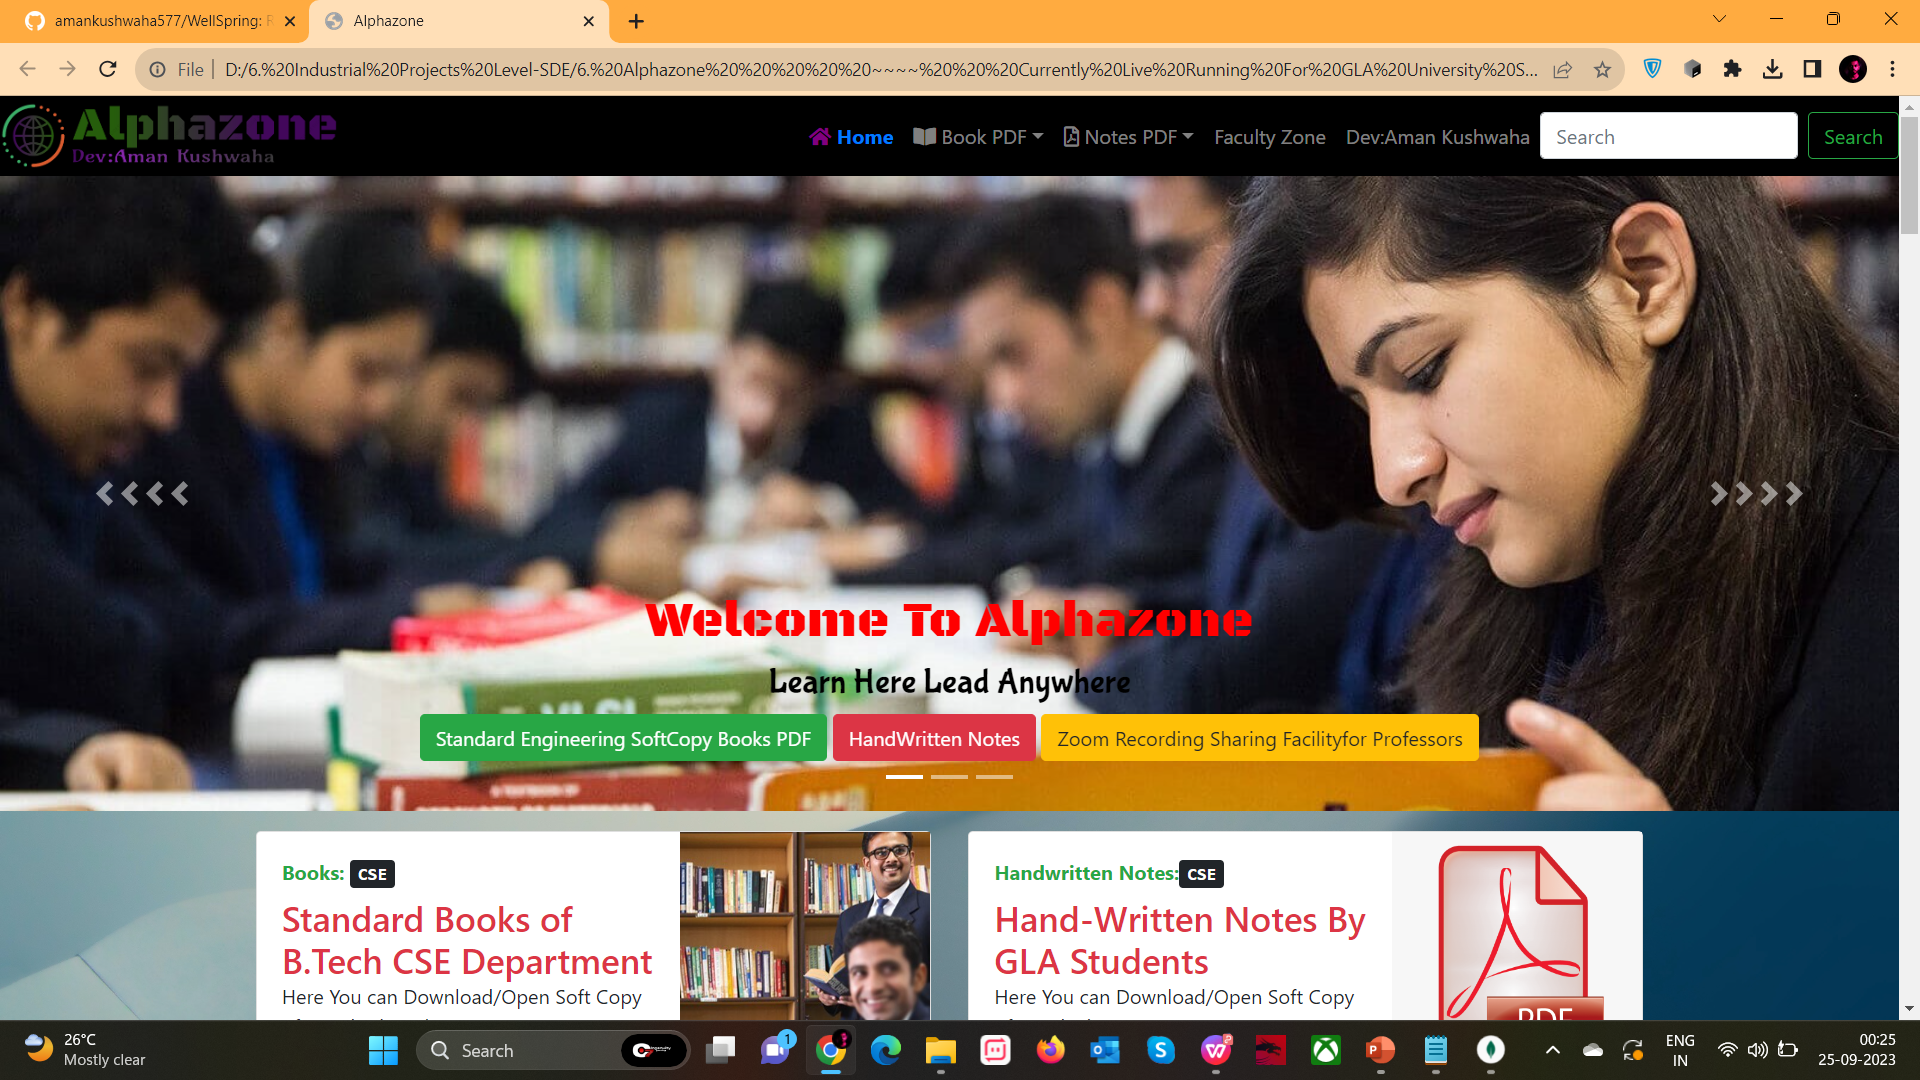 amankushwaha577/WellSpring: R
Alphazone
File
D:/6.%20Industrial%20Projects%20Level-SDE/6.%20Alphazone%20%20%20%20%20~~~~%20%20%20Currently%20Live%20Running%20For%20GLA%20University%20S...
Alphazone
Dev:Aman Kushwaha
Home
Book PDF
Notes PDF
Faculty Zone
Dev:Aman Kushwaha
Search
Search
Welcome To Alphazone
Learn Here Lead Anywhere
Standard Engineering SoftCopy Books PDF
HandWritten Notes
Zoom Recording Sharing Facilityfor Professors
Books: CSE
Standard Books of
B.Tech CSE Department
Here You can Download/Open Soft Copy
Handwritten Notes:CSE
Hand-Written Notes By
GLA Students
Here You can Download/Open Soft Copy
PDF
26°C
Mostly clear
Search
1
ENG
IN
00:25
25-09-2023